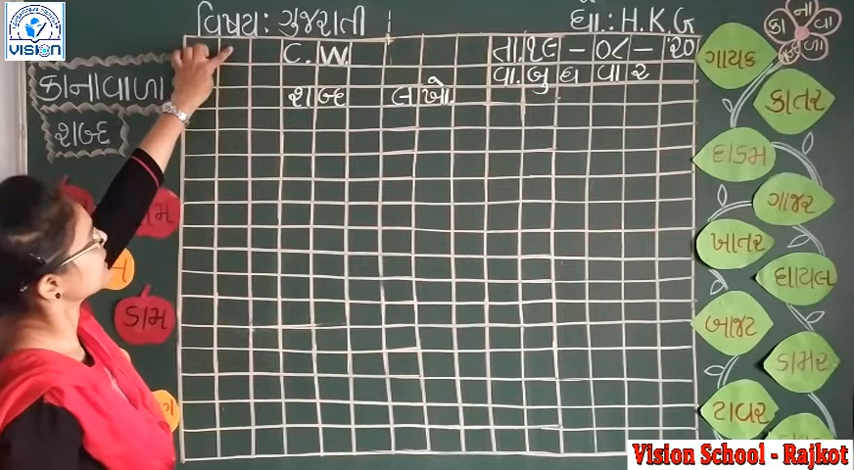 VISION
વિષય: ગુજરાતી
ધો.: H.K.G
C.W.
તા.૧૯-૦૮-૨૦
વા.બુધવાર
શબ્દ લખો.
કાનાવાળા
શબ્દ
કાનાવાળા
ગાયક
કાતર
દાડમ
ગાજર
ખાતર
ઘાયલ
બાજટ
ડામર
ટાવર
ડામ
Vision School - Rajkot